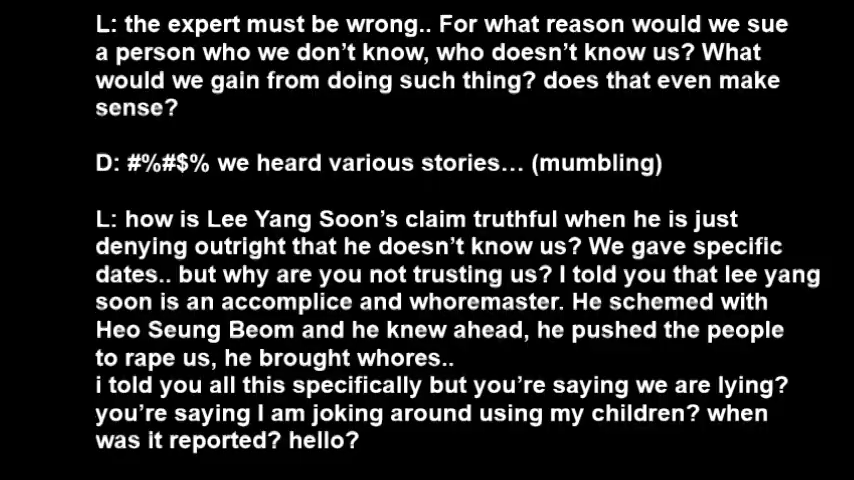 L: the expert must be wrong.. For what reason would we sue
a person who we don’t know, who doesn’t know us? What
would we gain from doing such thing? does that even make
sense?
D: #%#$% we heard various stories… (mumbling)
L: how is Lee Yang Soon’s claim truthful when he is just
denying outright that he doesn’t know us? We gave specific
dates.. but why are you not trusting us? I told you that lee yang
soon is an accomplice and whoremaster. He schemed with
Heo Seung Beom and he knew ahead, he pushed the people
to rape us, he brought whores..
i told you all this specifically but you’re saying we are lying?
you’re saying I am joking around using my children? when
was it reported? hello?